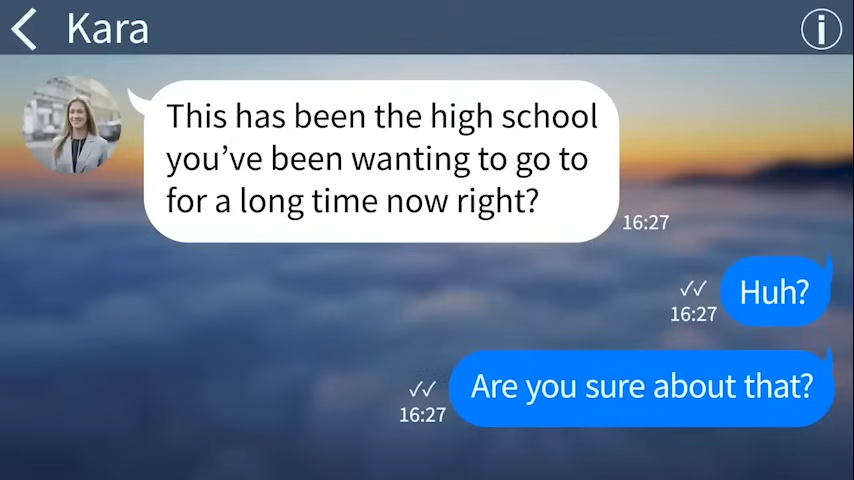 Kara
This has been the high school
you've been wanting to go to
for a long time now right?
16:27
Huh?
16:27
Are you sure about that?
16:27